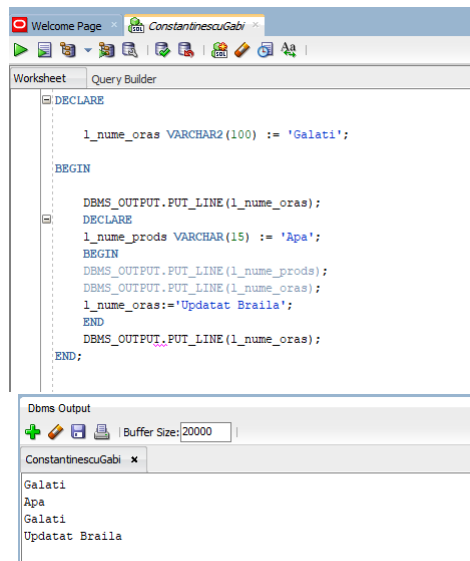 Welcome Page ConstantinescuGabi
Worksheet Query Builder
DECLARE
l_nume_oras VARCHAR2(100) := 'Galati';
BEGIN
DBMS_OUTPUT.PUT_LINE(l_nume_oras);
DECLARE
l_nume_prods VARCHAR(15) := 'Apa';
BEGIN
DBMS_OUTPUT.PUT_LINE(l_nume_prods);
DBMS_OUTPUT.PUT_LINE(l_nume_oras);
l_nume_oras:='Updatat Braila';
END
DBMS_OUTPUT.PUT_LINE(l_nume_oras);
END;
Dbms Output
Buffer Size: 20000
ConstantinescuGabi
Galati
Apa
Galati
Updatat Braila